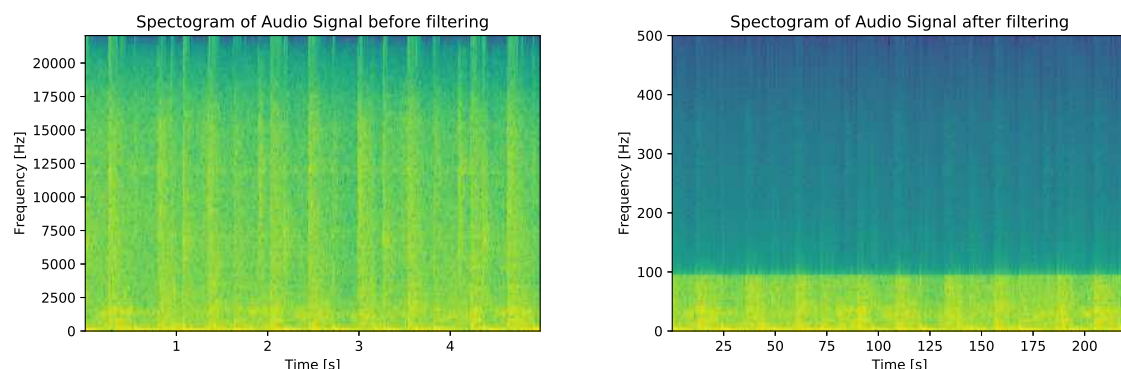 Spectogram of Audio Signal before filtering
Frequency [Hz]
20000
17500
15000
12500
10000
7500
5000
2500
0
1 2 3 4
Time [s]
Spectogram of Audio Signal after filtering
Frequency [Hz]
500
400
300
200
100
0
25 50 75 100 125 150 175 200
Time [s]